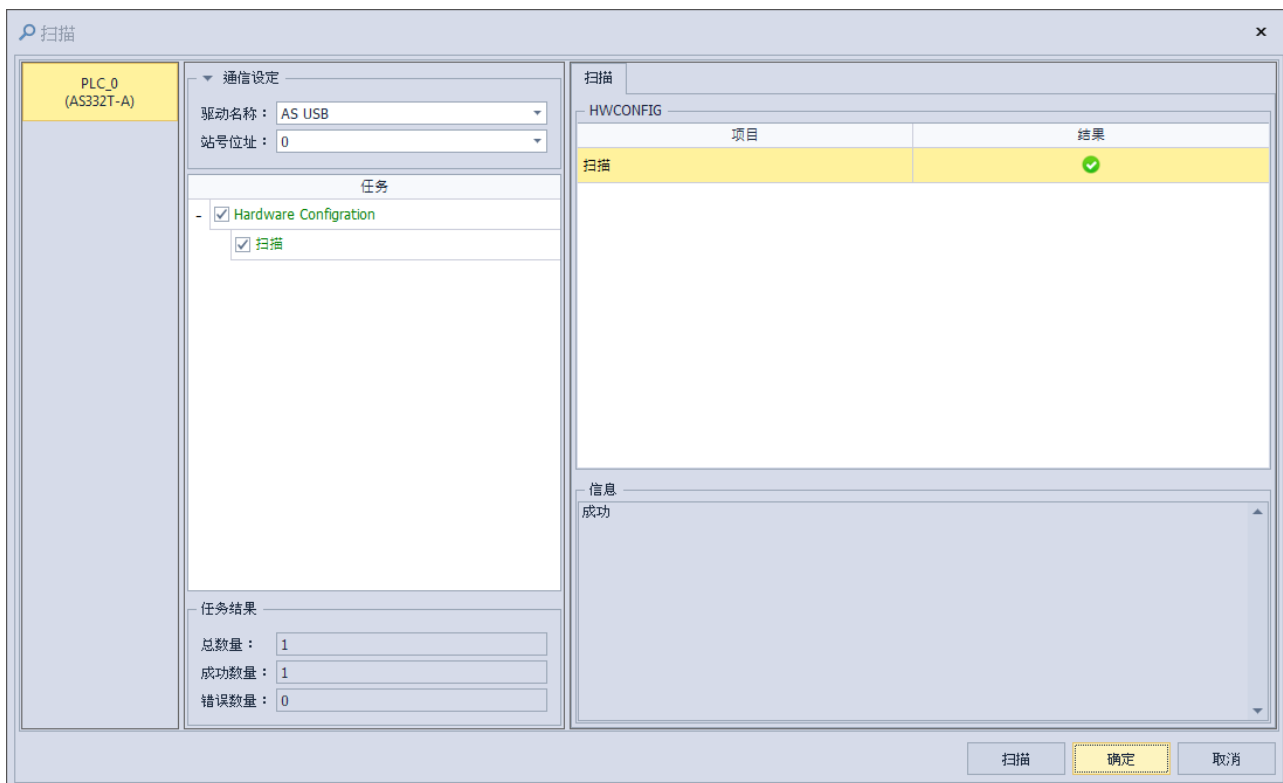 扫描
PLC_0
(AS332T-A)
通信设定
驱动名称： AS USB
站号位址： 0
任务
Hardware Configration
扫描
任务结果
总数量： 1
成功数量： 1
错误数量： 0
扫描
HWCONFIG
项目 结果
扫描
信息
成功
扫描 确定 取消